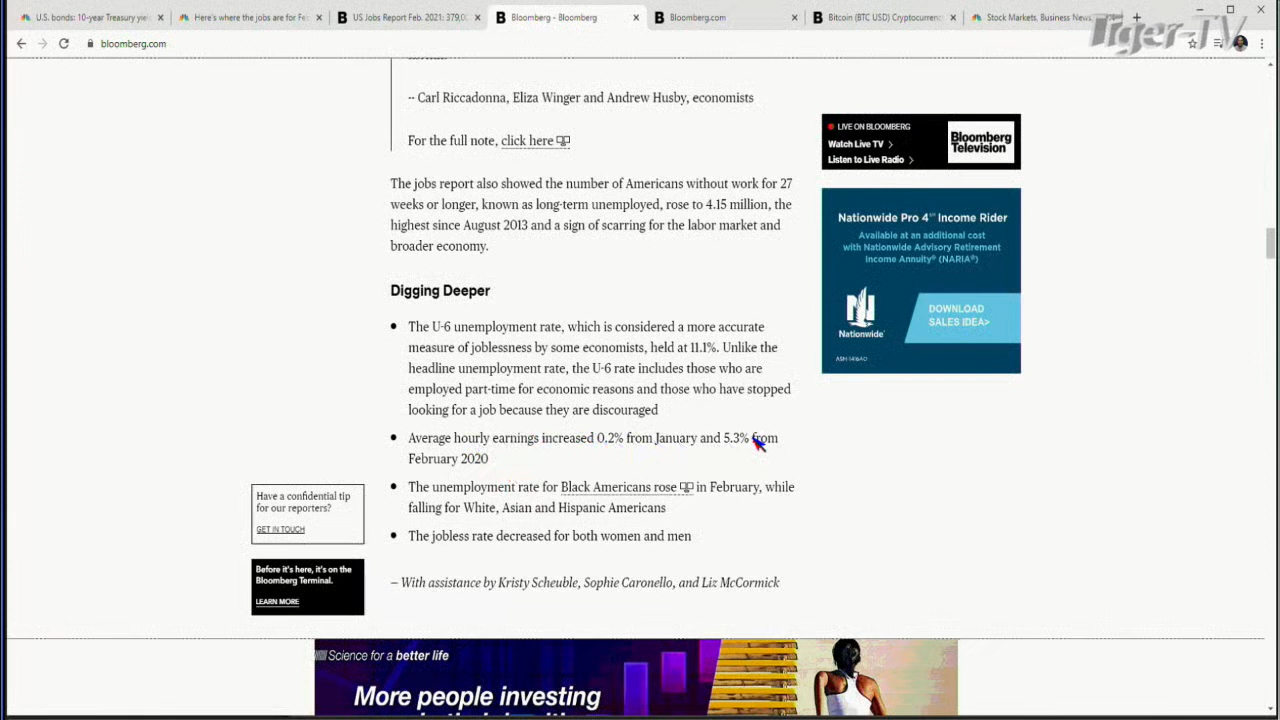 U.S. bonds: 10-year Treasury yiel
Here's where the jobs are for Fe
US Jobs Report Feb. 2021: 379,0
Bloomberg - Bloomberg
Bloomberg.com
Bitcoin (BTC USD) Cryptocurrenc
Stock Markets, Business News,
Tiger-TV
bloomberg.com
-- Carl Riccadonna, Eliza Winger and Andrew Husby, economists
For the full note, click here
The jobs report also showed the number of Americans without work for 27
weeks or longer, known as long-term unemployed, rose to 4.15 million, the
highest since August 2013 and a sign of scarring for the labor market and
broader economy.
Digging Deeper
The U-6 unemployment rate, which is considered a more accurate
measure of joblessness by some economists, held at 11.1%. Unlike the
headline unemployment rate, the U-6 rate includes those who are
employed part-time for economic reasons and those who have stopped
looking for a job because they are discouraged
Average hourly earnings increased 0.2% from January and 5.3% from
February 2020
The unemployment rate for Black Americans rose in February, while
falling for White, Asian and Hispanic Americans
The jobless rate decreased for both women and men
– With assistance by Kristy Scheuble, Sophie Caronello, and Liz McCormick
LIVE ON BLOOMBERG
Watch Live TV
Listen to Live Radio
Bloomberg
Television
Nationwide Pro 4 Income Rider
Available at an additional cost
with Nationwide Advisory Retirement
Income Annuity® (NARIA®)
Nationwide
DOWNLOAD
SALES IDEA>
Have a confidential tip
for our reporters?
GET IN TOUCH
Before it's here, it's on the
Bloomberg Terminal.
LEARN MORE
Science for a better life
More people investing